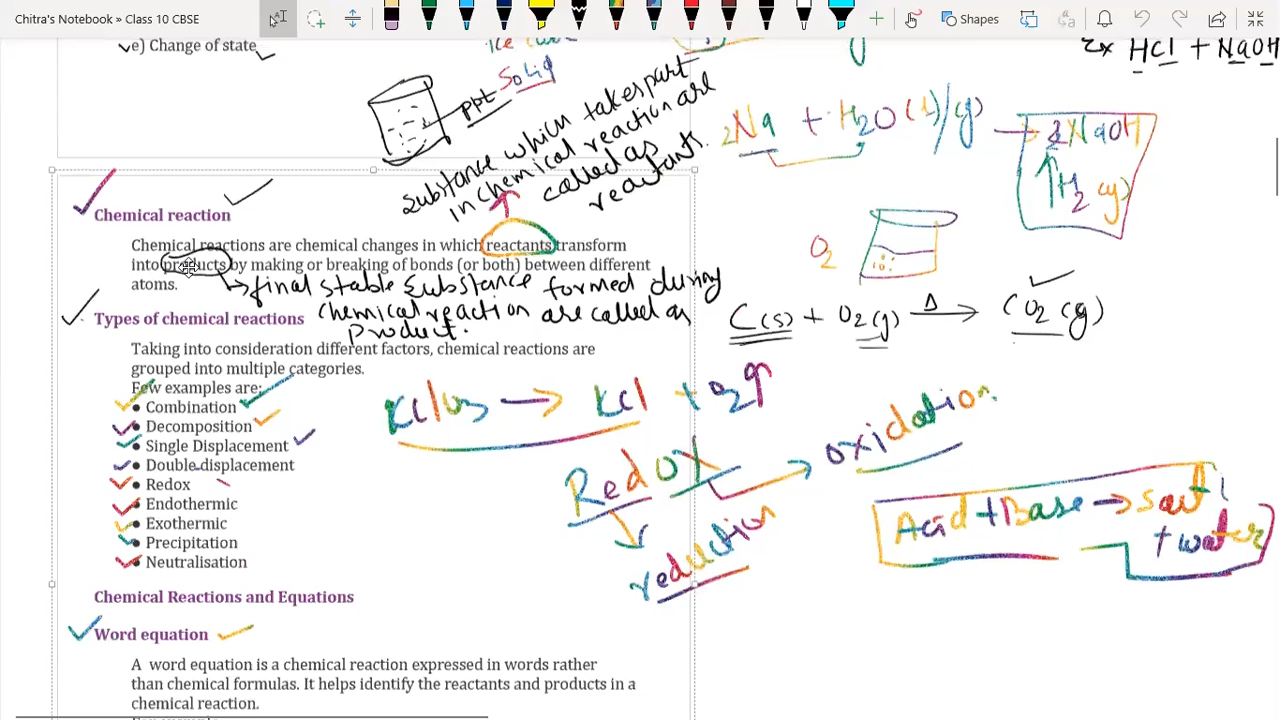 Chitra's Notebook » Class 10 CBSE
Shapes
e) Change of state
Solid
ppt
2x HCl + NaOH
Substance which takes part
in chemical reaction are
called as
reactants.
2Na + H2O (l)/(g) → 2NaOH
↑H2 (g)
O2
Chemical reaction
Chemical reactions are chemical changes in which reactants transform
into products by making or breaking of bonds (or both) between different
atoms.
final stable substance formed during
chemical reaction are called as
product.
C(s) + O2(g) Δ→ CO2(g)
Types of chemical reactions
Taking into consideration different factors, chemical reactions are
grouped into multiple categories.
Few examples are:
• Combination
• Decomposition
• Single Displacement
• Double displacement
• Redox
• Endothermic
• Exothermic
• Precipitation
• Neutralisation
KClO3 → KCl + O2↑
Redox
oxidation
reduction
Acid + Base → salt
+ water
Chemical Reactions and Equations
Word equation
A word equation is a chemical reaction expressed in words rather
than chemical formulas. It helps identify the reactants and products in a
chemical reaction.